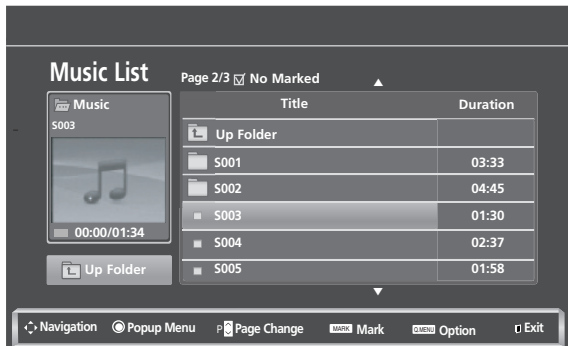 Music List
Page 2/3 No Marked
Music
S003
00:00/01:34
Up Folder
Title Duration
Up Folder
S001 03:33
S002 04:45
S003 01:30
S004 02:37
S005 01:58
Navigation Popup Menu P Page Change MARK Mark Q.MENU Option Exit